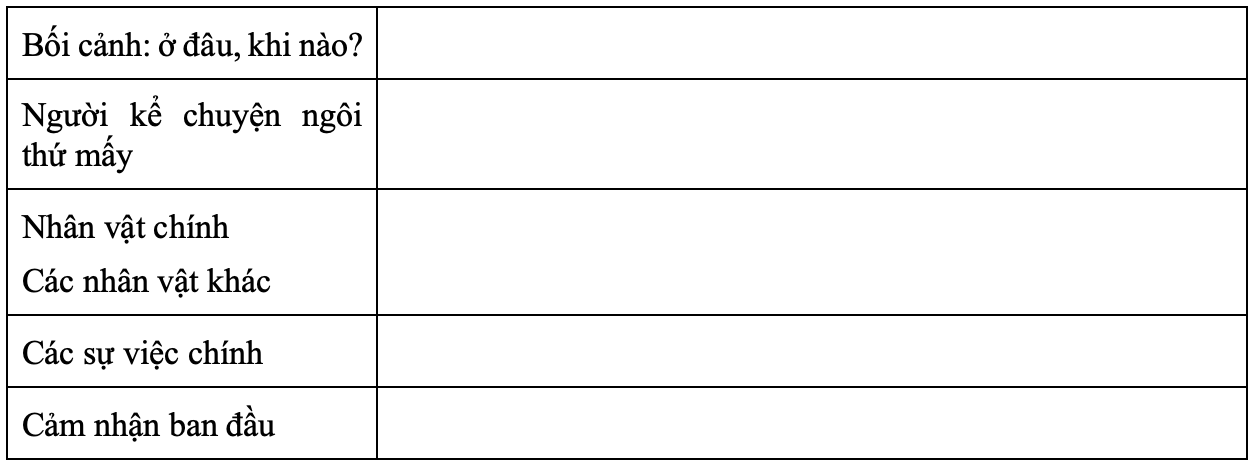 Bối cảnh: ở đâu, khi nào?
Người kể chuyện ngôi
thứ mấy
Nhân vật chính
Các nhân vật khác
Các sự việc chính
Cảm nhận ban đầu